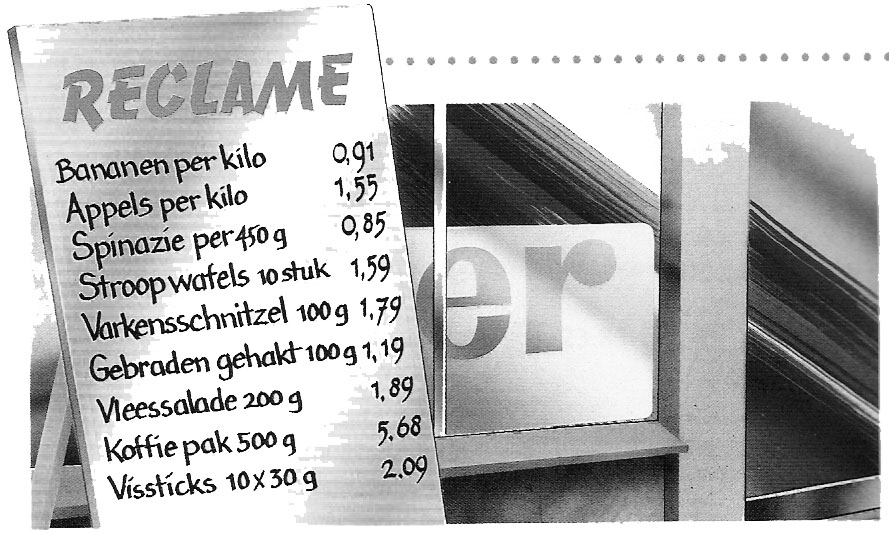 RECLAME
Bananen per kilo 0,91
Appels per kilo 1,55
Spinazie per 450 g 0,85
Stroopwafels 10 stuk 1,59
Varkensschnitzel 100 g 1,79
Gebraden gehakt 100 g 1,19
Vleessalade 200 g 1,89
Koffie pak 500 g 5.68
Vissticks 10 x 30 g 2.09
er